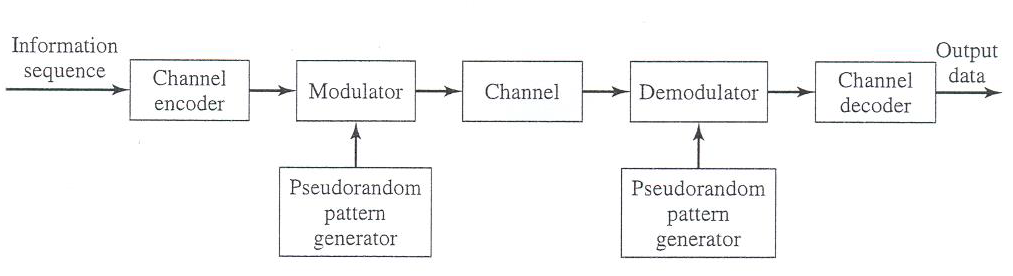 Information
sequence
Channel
encoder
Modulator
Channel
Demodulator
Channel
decoder
Output
data
Pseudorandom
pattern
generator
Pseudorandom
pattern
generator